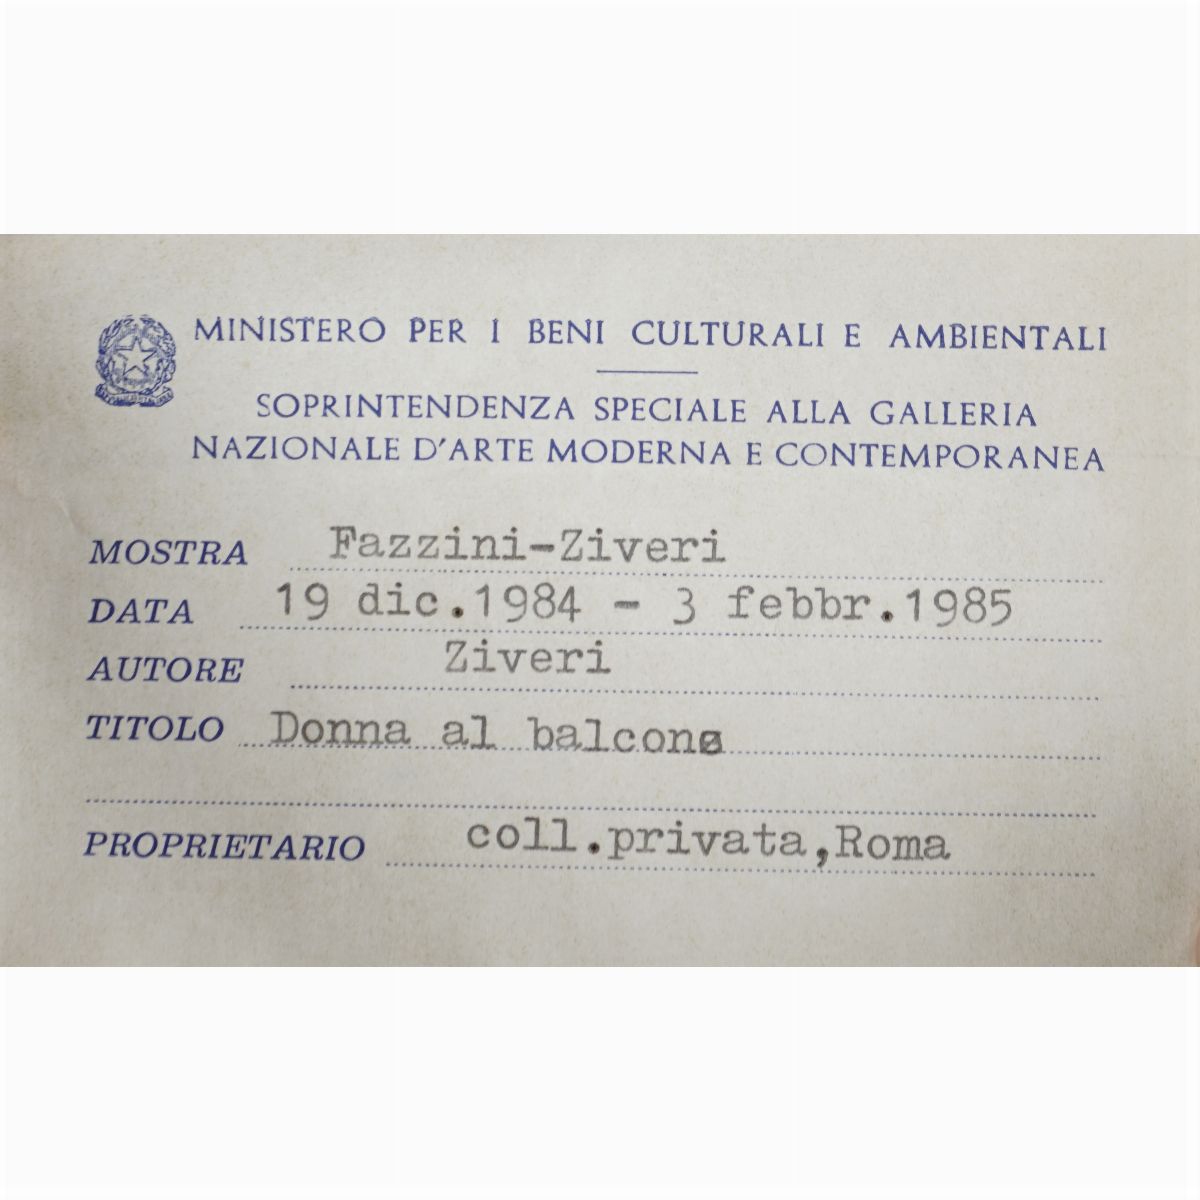 MINISTERO PER I BENI CULTURALI E AMBIENTALI
SOPRINTENDENZA SPECIALE ALLA GALLERIA
NAZIONALE D'ARTE MODERNA E CONTEMPORANEA
MOSTRA Fazzini-Ziveri
DATA 19 dic.1984 - 3 febbr.1985
AUTORE Ziveri
TITOLO Donna al balcone
PROPRIETARIO coll.privata,Roma